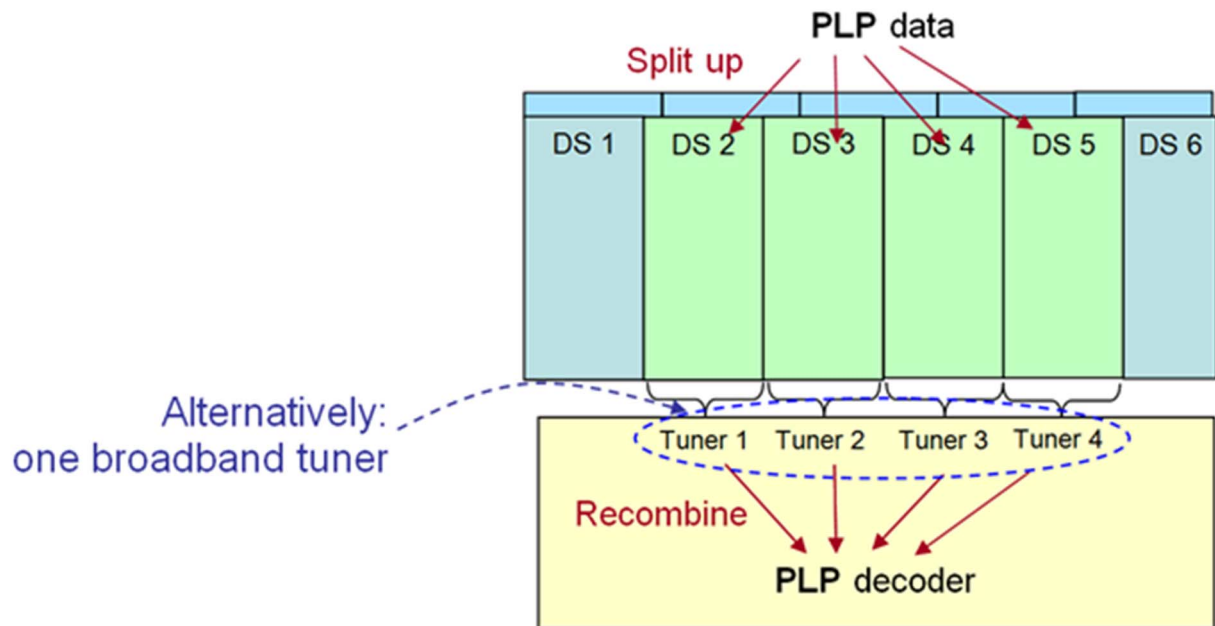 PLP data
Split up
DS 1 DS 2 DS 3 DS 4 DS 5 DS 6
Alternatively:
one broadband tuner
Tuner 1 Tuner 2 Tuner 3 Tuner 4
Recombine
PLP decoder